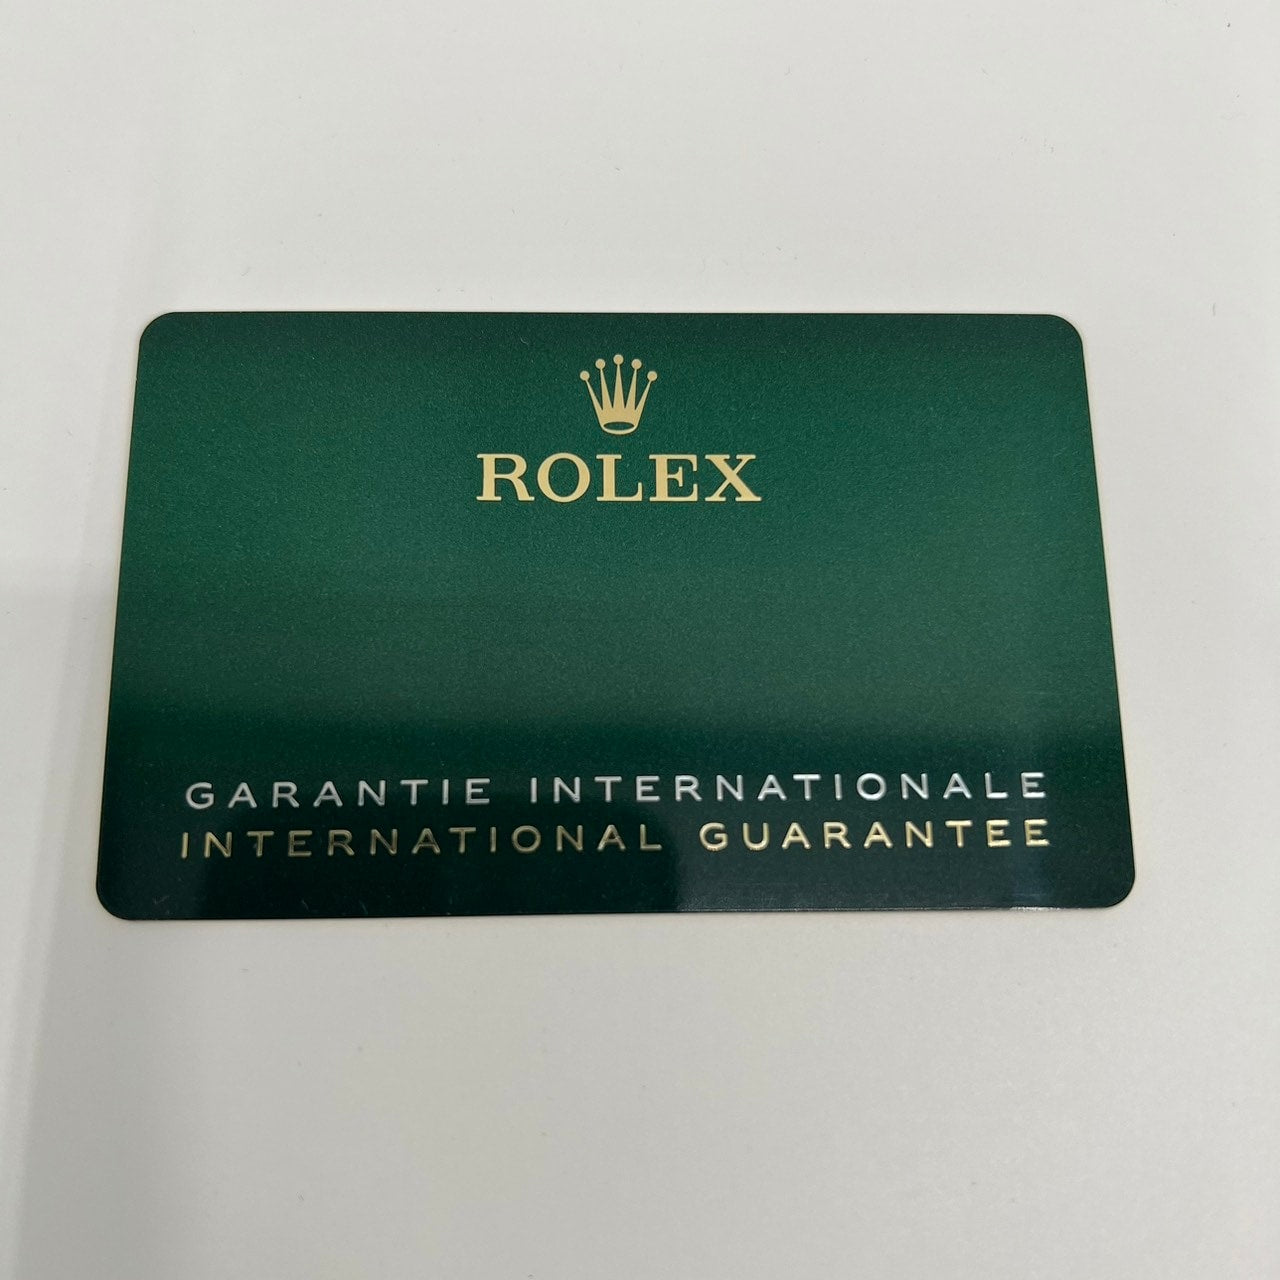 ROLEX
GARANTIE INTERNATIONALE
INTERNATIONAL GUARANTEE